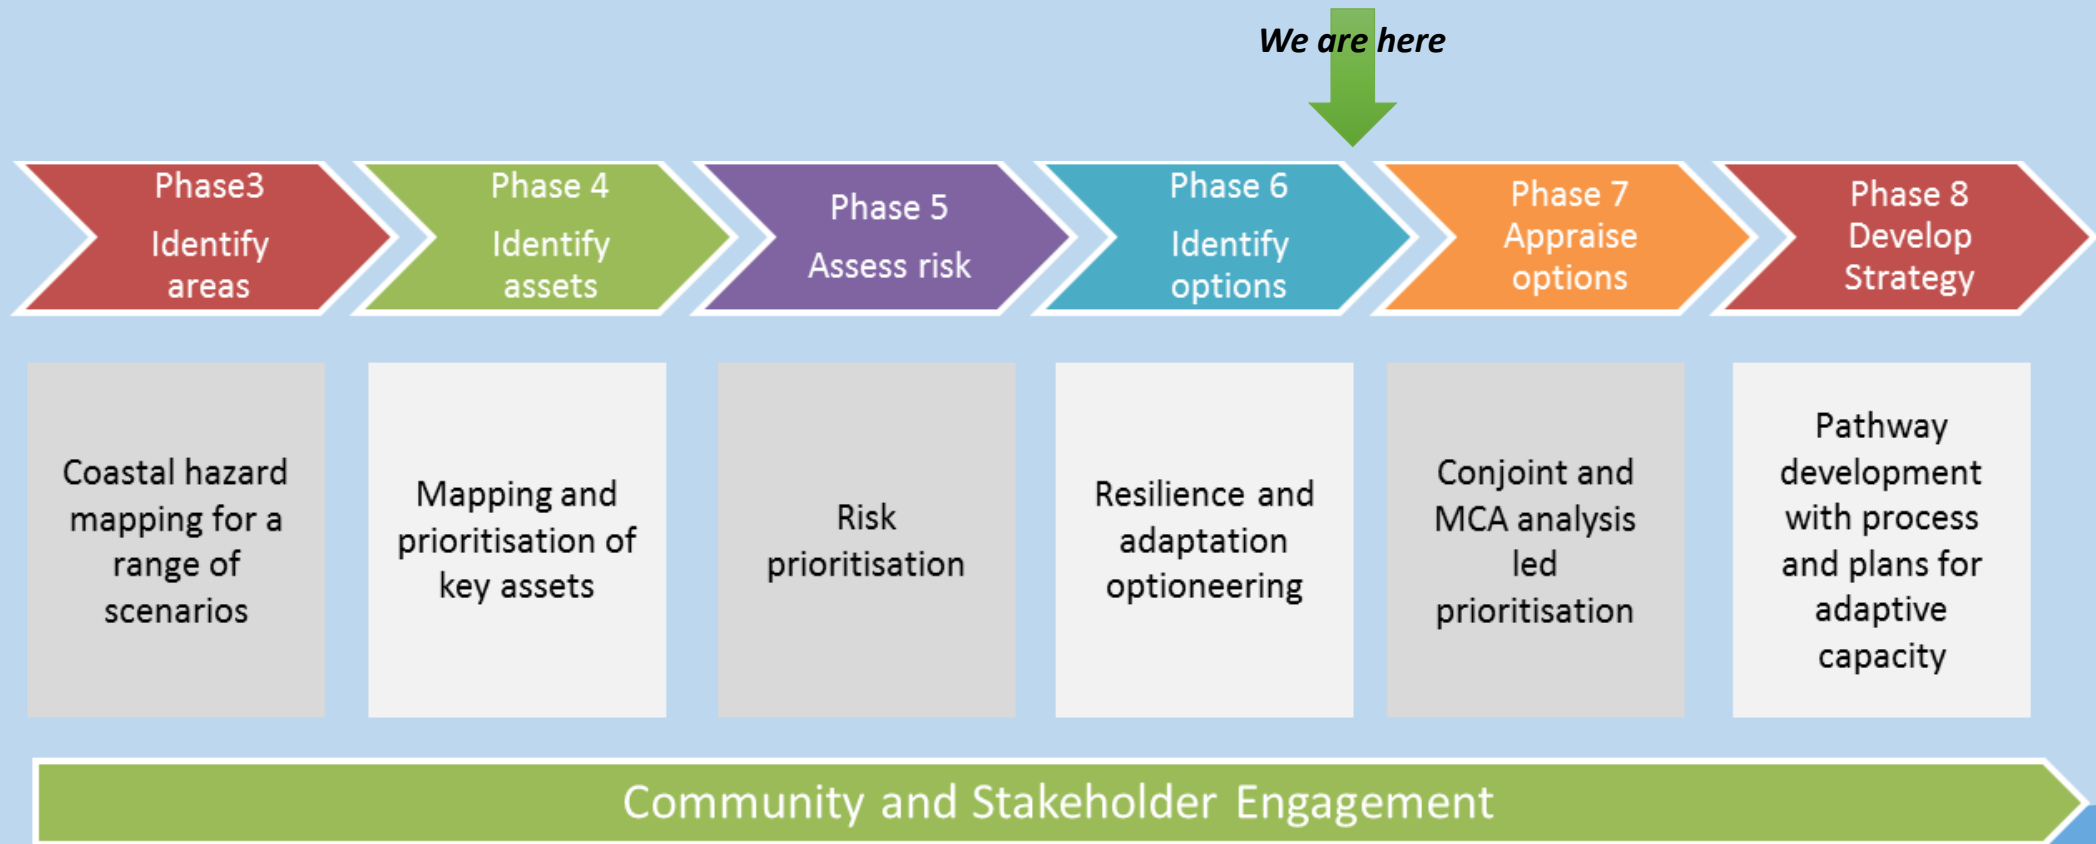 We are here
Phase3
Identify
areas
Phase 4
Identify
assets
Phase 5
Assess risk
Phase 6
Identify
options
Phase 7
Appraise
options
Phase 8
Develop
Strategy
Coastal hazard
mapping for a
range of
scenarios
Mapping and
prioritisation of
key assets
Risk
prioritisation
Resilience and
adaptation
optioneering
Conjoint and
MCA analysis
led
prioritisation
Pathway
development
with process
and plans for
adaptive
capacity
Community and Stakeholder Engagement